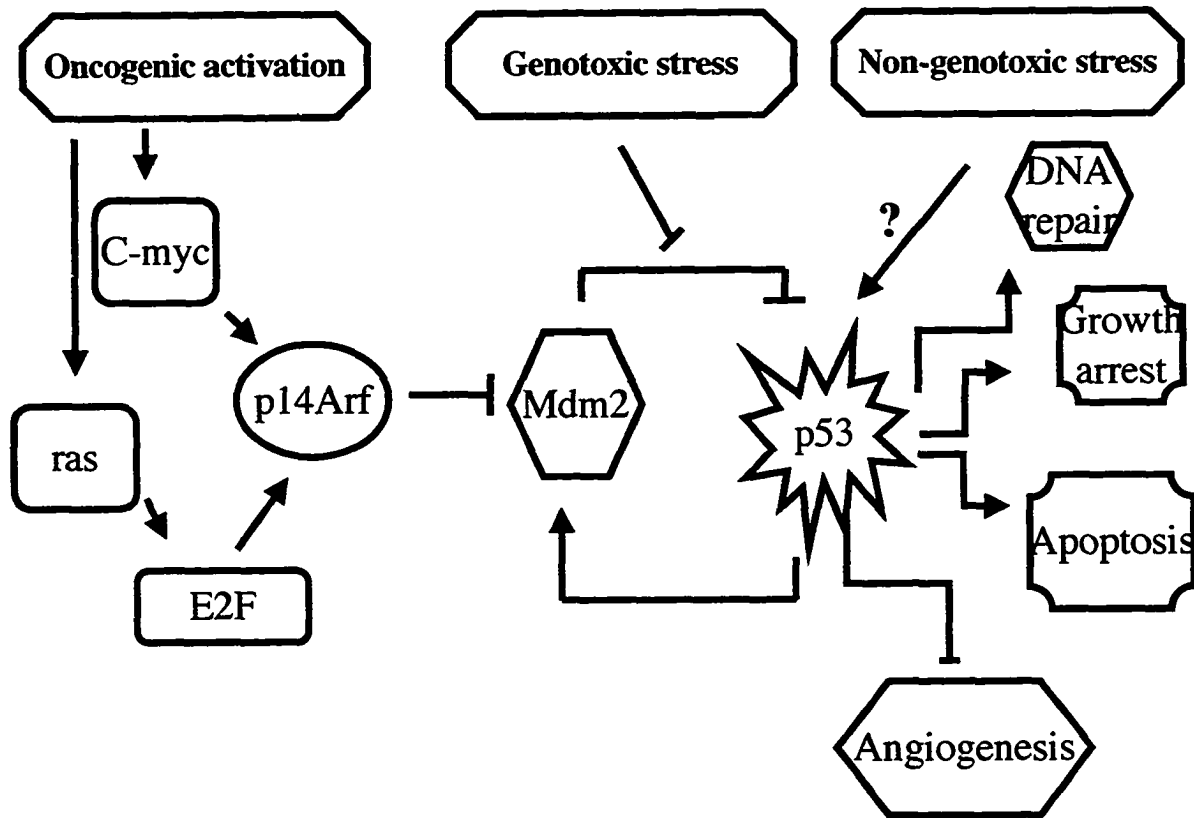 Oncogenic activation
Genotoxic stress
Non-genotoxic stress
?
DNA
repair
C-myc
Growth
arrest
p14Arf
Mdm2
p53
ras
Apoptosis
E2F
Angiogenesis